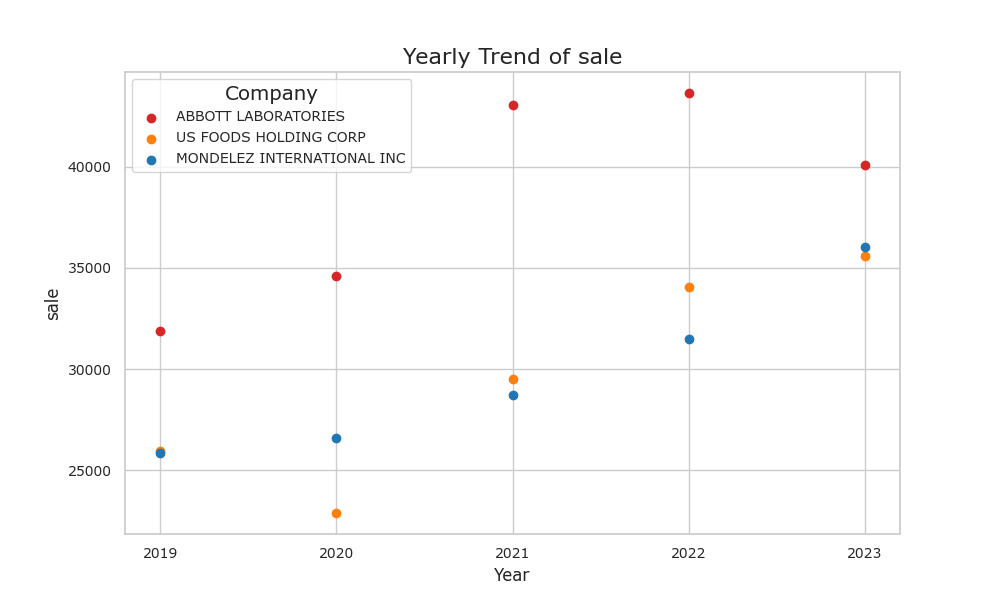 Yearly Trend of sale
Company
ABBOTT LABORATORIES
US FOODS HOLDING CORP
MONDELEZ INTERNATIONAL INC
40000
35000
30000
25000
sale
2019 2020 2021 2022 2023
Year